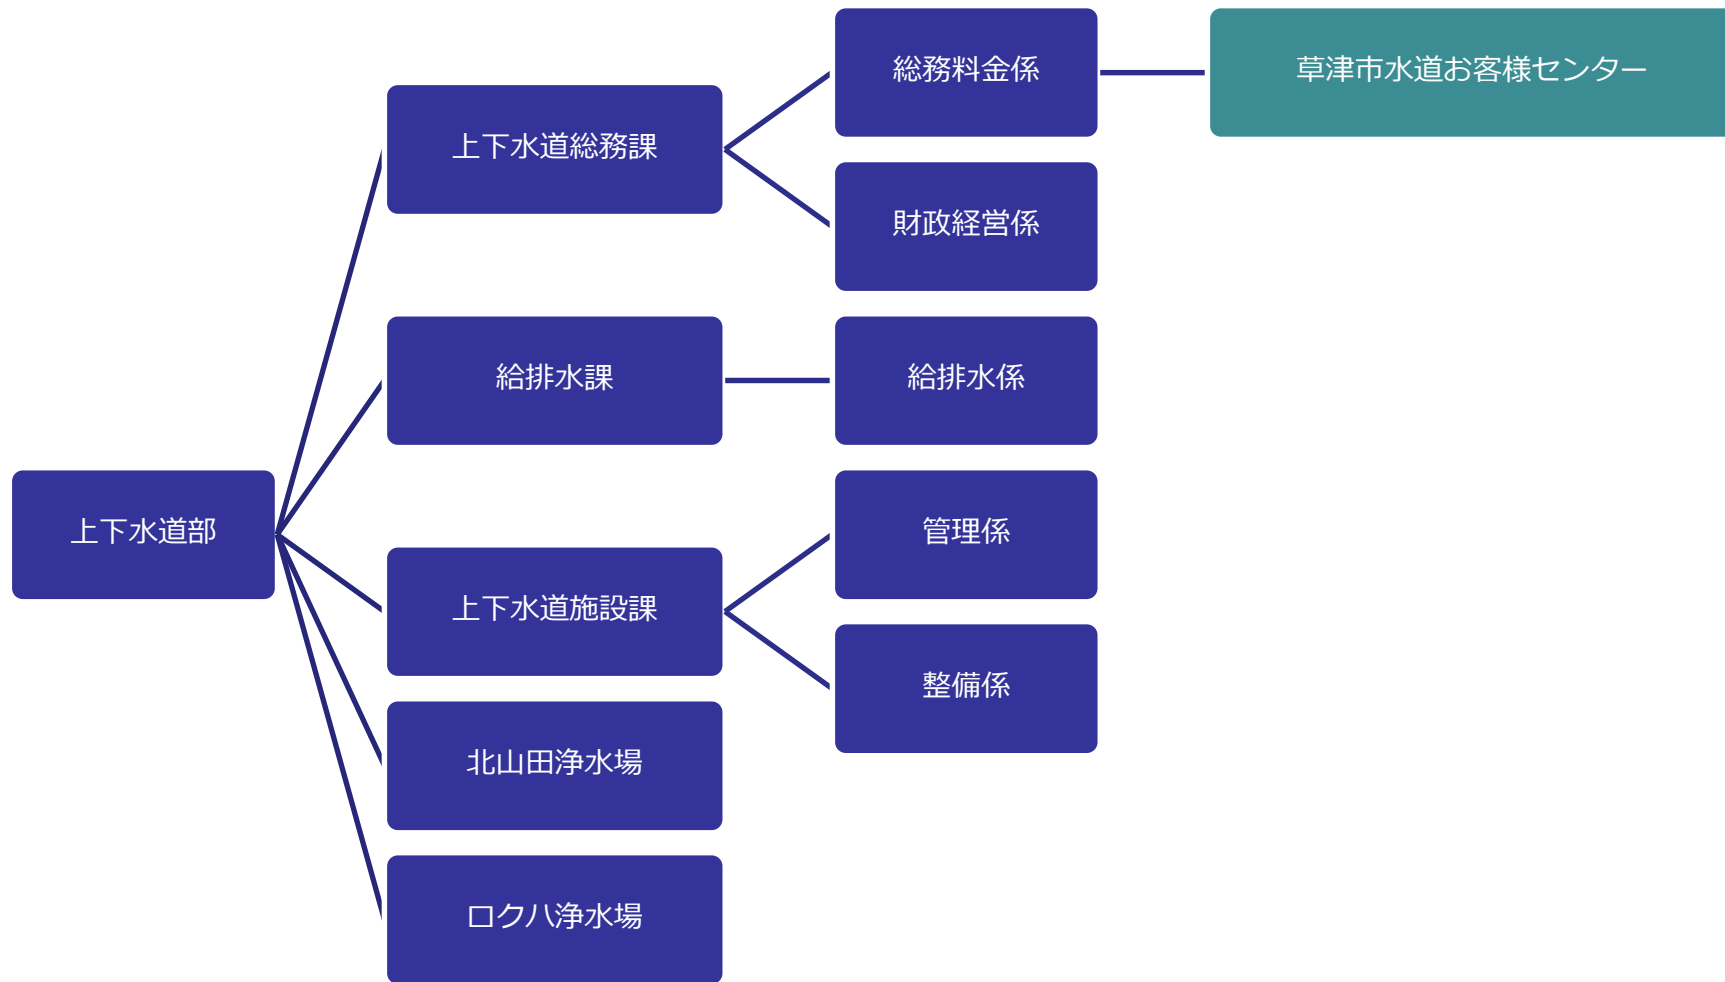 上下水道部
上下水道総務課
総務料金係
草津市水道お客様センター
財政経営係
給排水課
給排水係
上下水道施設課
管理係
整備係
北山田浄水場
ロクハ浄水場